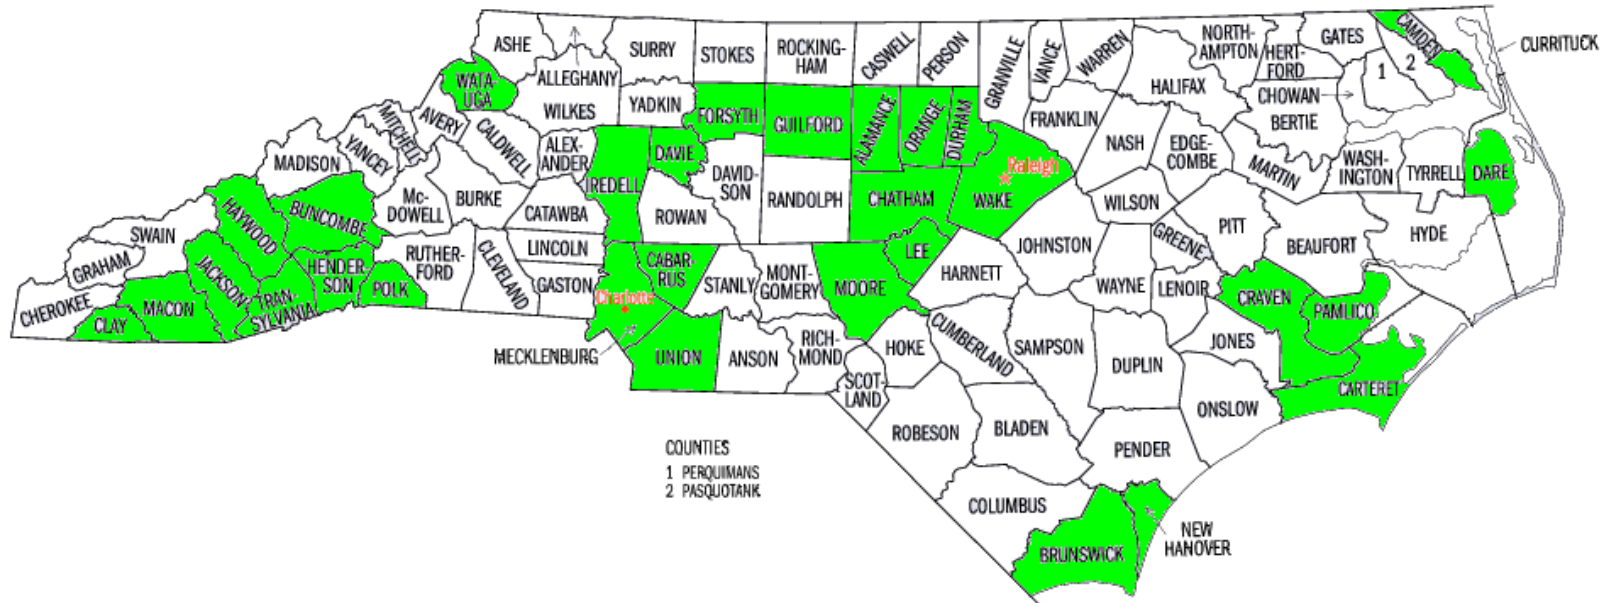 ASHE
ALLEGHANY
SURRY
STOKES
ROCKING-
HAM
CASWELL
PERSON
GRANVILLE
VANCE
WARREN
NORTH-
AMPTON
HERT-
FORD
GATES
CAMDEN
CURRITUCK
WATA-
UGA
WILKES
YADKIN
FORSYTH
GUILFORD
ALAMANCE
ORANGE
DURHAM
FRANKLIN
HALIFAX
CHOWAN
BERTIE
1
2
MITCHELL
AVERY
CALDWELL
ALEX-
ANDER
IREDELL
DAVIE
DAVID-
SON
RANDOLPH
CHATHAM
Raleigh
WAKE
NASH
EDGE-
COMBE
MARTIN
WASH-
INGTON
TYRRELL
DARE
MADISON
YANCEY
Mc-
DOWELL
BURKE
CATAWBA
ROWAN
WILSON
PITT
BEAUFORT
HYDE
HAYWOOD
BUNCOMBE
SWAIN
GRAHAM
CHEROKEE
CLAY
MACON
JACKSON
TRAN-
SYLVANIA
HENDER-
SON
POLK
RUTHER-
FORD
CLEVELAND
LINCOLN
GASTON
Charlotte
MECKLENBURG
CABAR-
RUS
UNION
STANLY
ANSON
MONT-
GOMERY
RICH-
MOND
MOORE
LEE
HARNETT
JOHNSTON
GREENE
WAYNE
LENOIR
CRAVEN
PAMLICO
JONES
CARTERET
SCOT-
LAND
HOKE
CUMBERLAND
SAMPSON
DUPLIN
ONSLOW
ROBESON
BLADEN
PENDER
COLUMBUS
BRUNSWICK
NEW
HANOVER
COUNTIES
1 PERQUIMANS
2 PASQUOTANK